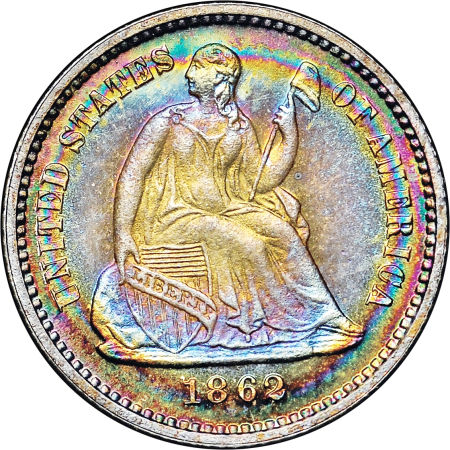 UNITED STATES OF AMERICA
LIBERTY
1862